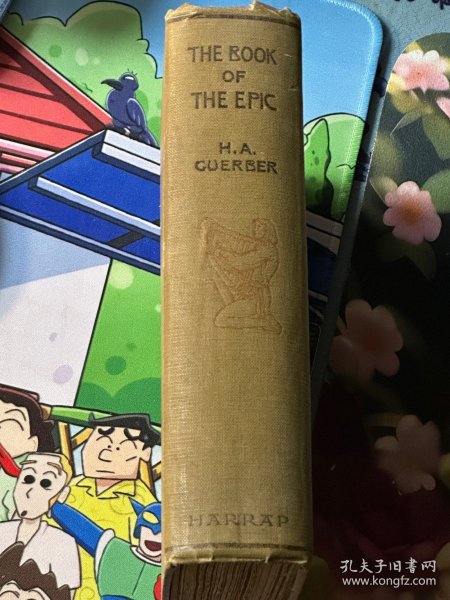 THE BOOK
OF
THE EPIC
H. A.
GUERBER
HARRAP
孔夫子旧书网
www.kongfz.com